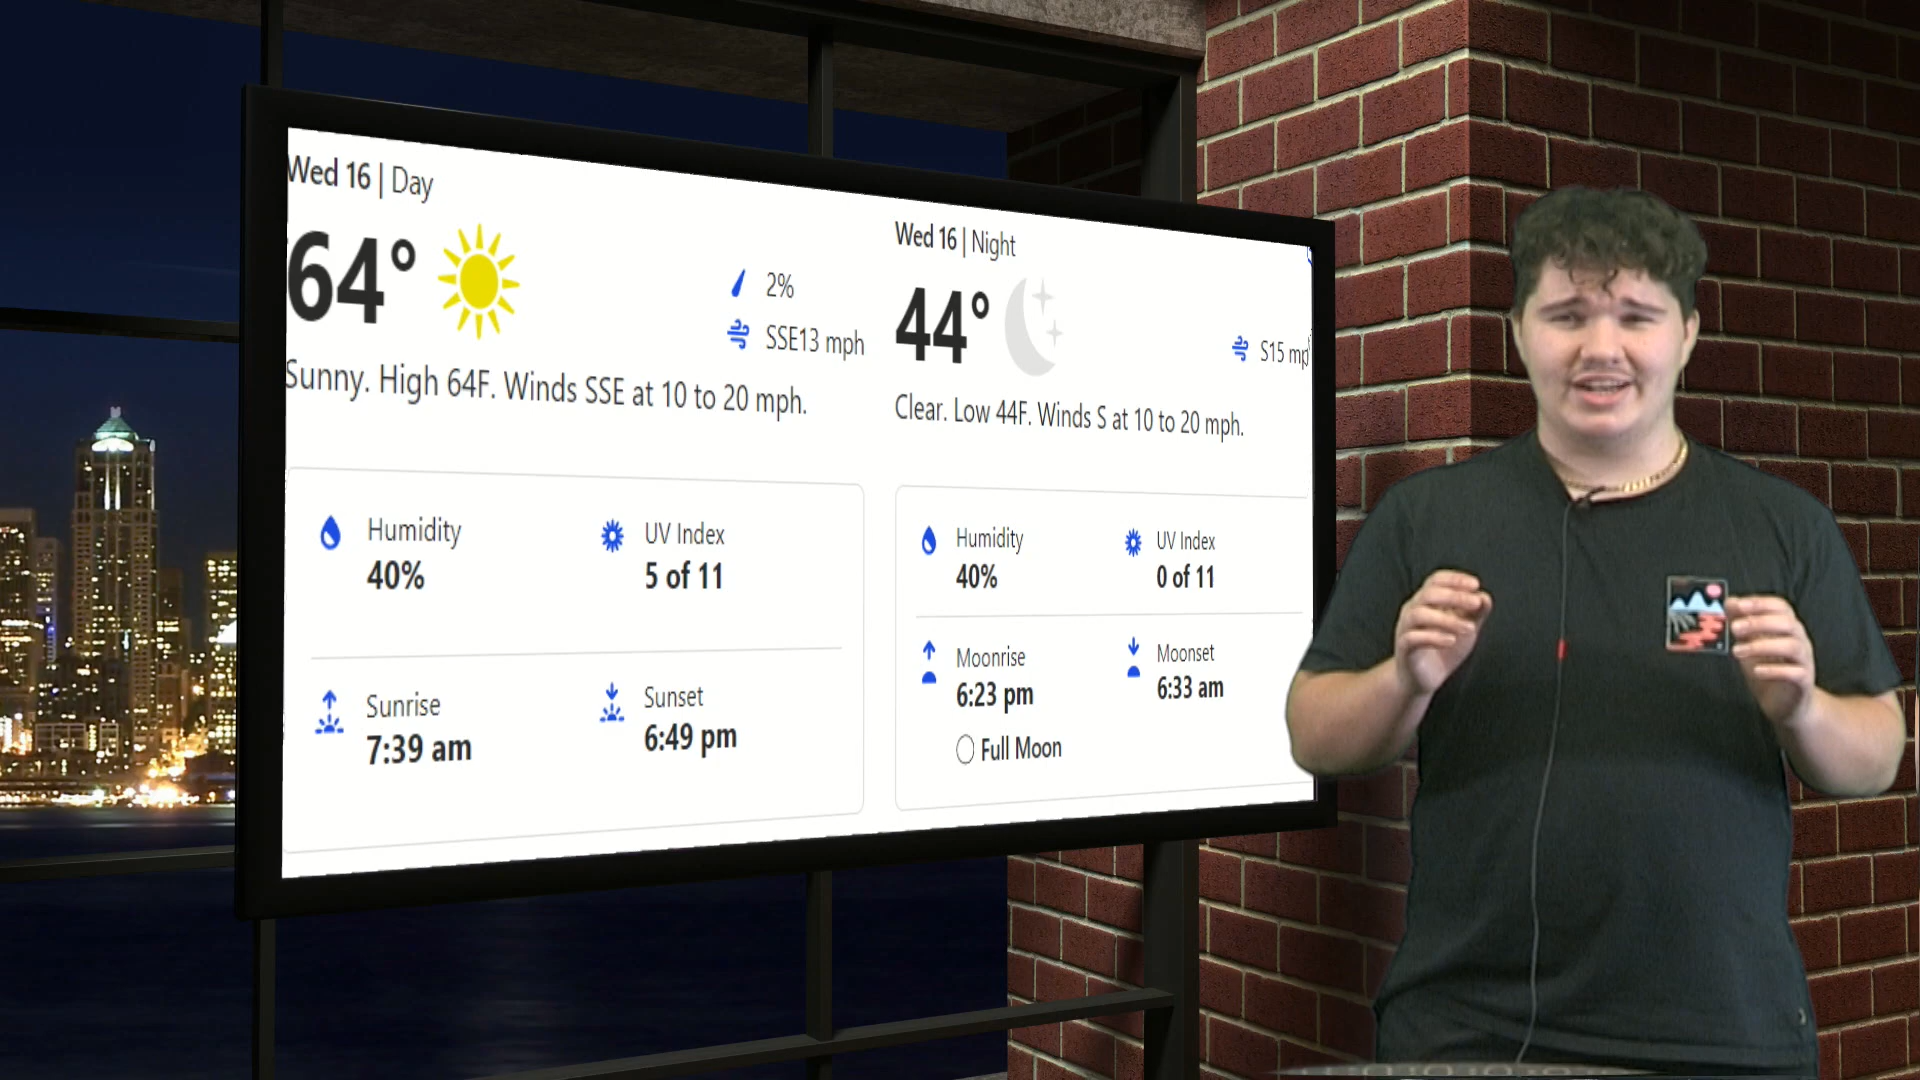 Wed 16 | Day
64°
2%
SSE13 mph
Sunny. High 64F. Winds SSE at 10 to 20 mph.
Humidity
40%
UV Index
5 of 11
Sunrise
7:39 am
Sunset
6:49 pm
Wed 16 | Night
44°
S15 mp
Clear. Low 44F. Winds S at 10 to 20 mph.
Humidity
40%
UV Index
0 of 11
Moonrise
6:23 pm
Full Moon
Moonset
6:33 am